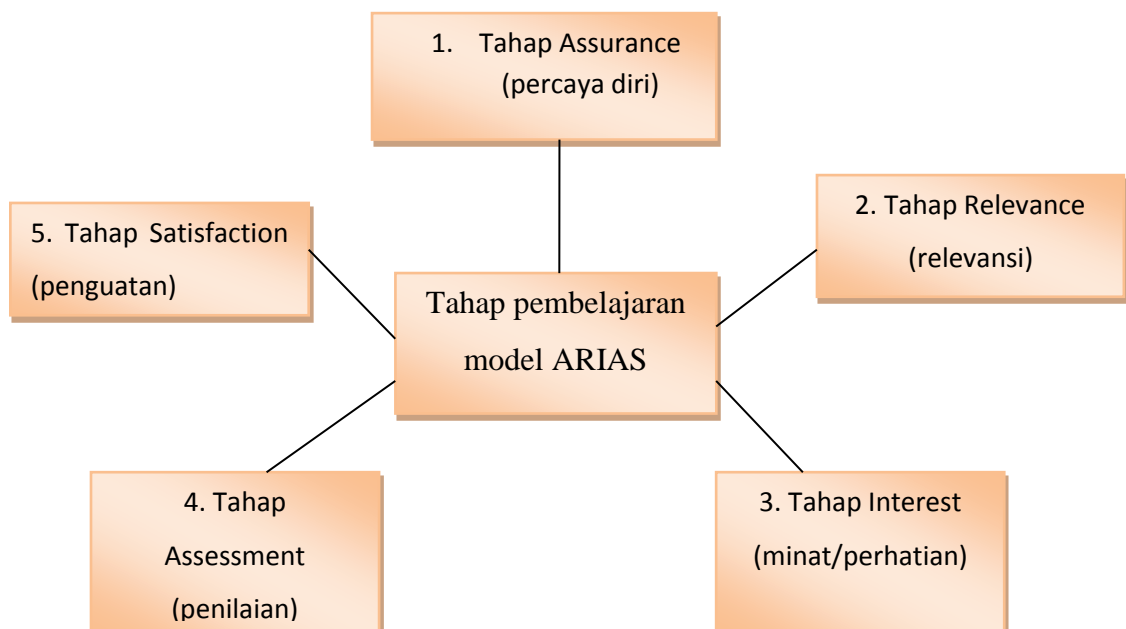 1. Tahap Assurance
(percaya diri)
2. Tahap Relevance
(relevansi)
5. Tahap Satisfaction
(penguatan)
Tahap pembelajaran
model ARIAS
4. Tahap
Assessment
(penilaian)
3. Tahap Interest
(minat/perhatian)